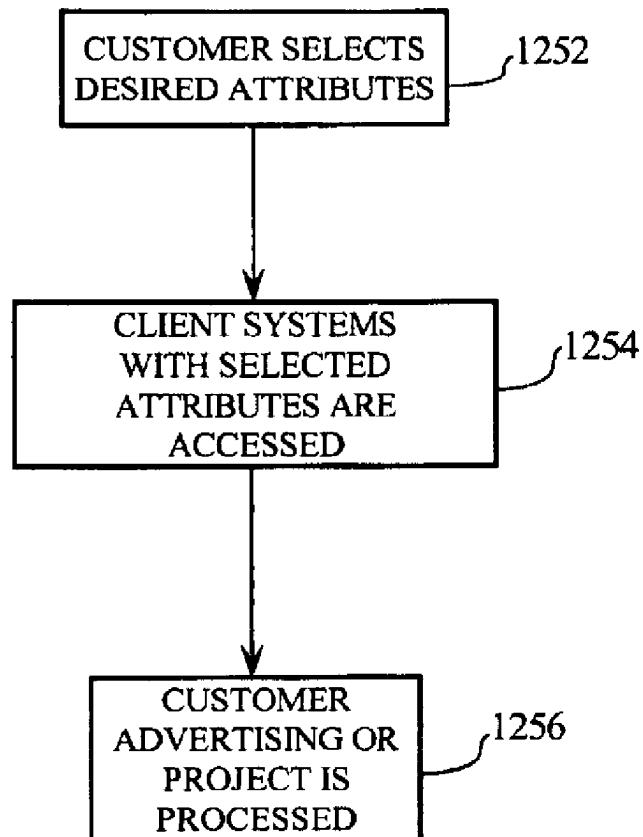 CUSTOMER SELECTS
DESIRED ATTRIBUTES
1252
CLIENT SYSTEMS
WITH SELECTED
ATTRIBUTES ARE
ACCESSED
1254
CUSTOMER
ADVERTISING OR
PROJECT IS
PROCESSED
1256